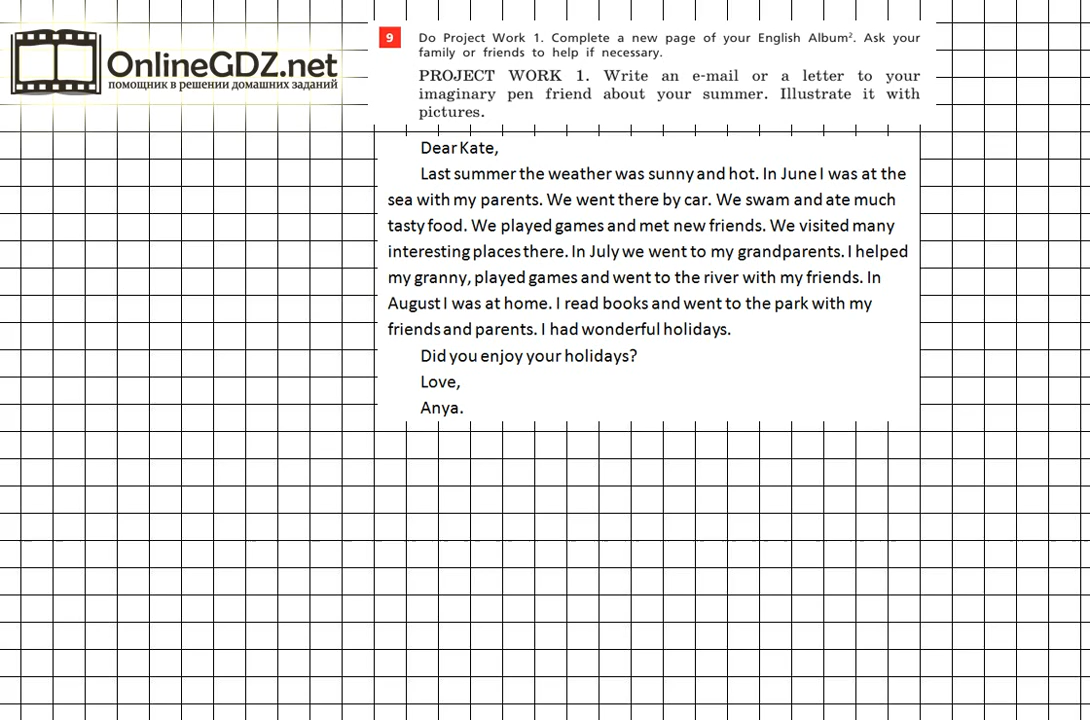 OnlineGDZ.net
помощник в решении домашних заданий
9 Do Project Work 1. Complete a new page of your English Album². Ask your
family or friends to help if necessary.
PROJECT WORK 1. Write an e-mail or a letter to your
imaginary pen friend about your summer. Illustrate it with
pictures.
Dear Kate,
Last summer the weather was sunny and hot. In June I was at the
sea with my parents. We went there by car. We swam and ate much
tasty food. We played games and met new friends. We visited many
interesting places there. In July we went to my grandparents. I helped
my granny, played games and went to the river with my friends. In
August I was at home. I read books and went to the park with my
friends and parents. I had wonderful holidays.
Did you enjoy your holidays?
Love,
Anya.